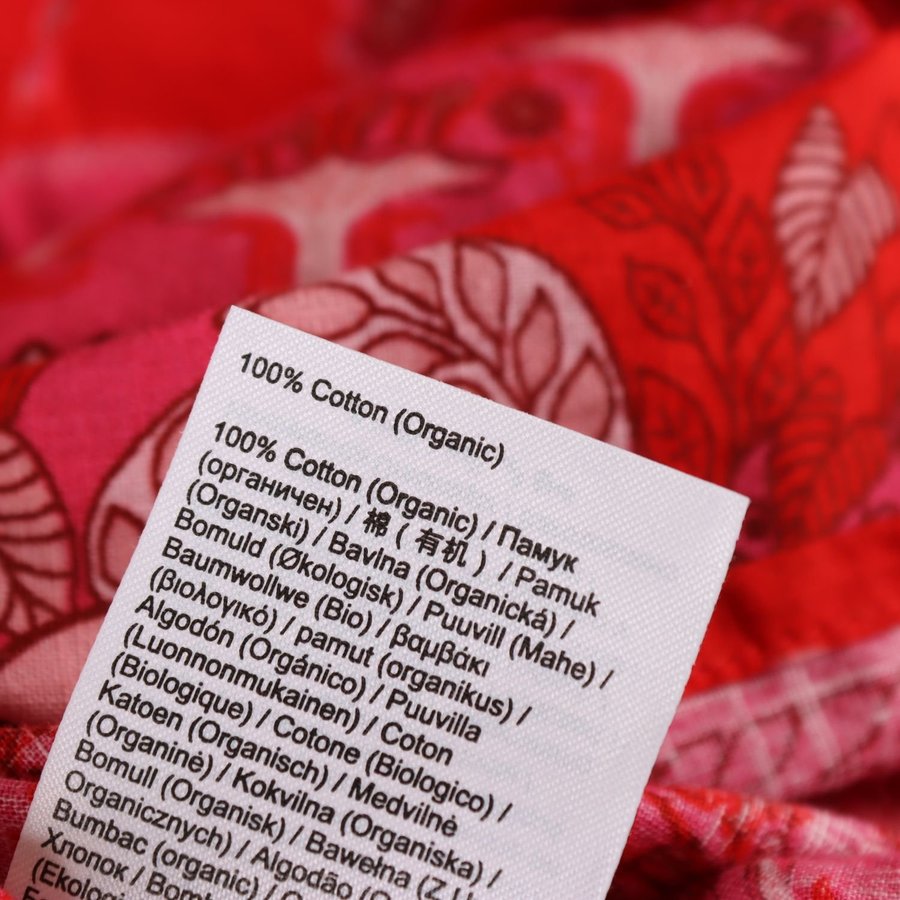 100% Cotton (Organic)
100% Cotton (Organic) / Памук
(органичен) / 棉 ( 有机 ) / Pamuk
(Organski) / Bavlna (Organická) /
Bomuld (Økologisk) / Puuvill (Mahe) /
Baumwollwe (Bio) / βαμβάκι
(βιολογικό) / pamut (organikus) /
Algodón (Orgánico) / Puuvilla
(Luonnonmukainen) / Coton
(Biologique) / Cotone (Biologico) /
Katoen (Organisch) / Medvilnė
(Organinė) / Kokvilna (Organiska) /
Bomull (Organisk) / Bawełna (Z
Organicznych) / Algodão
Bumbac (organic) /
Хлопок /